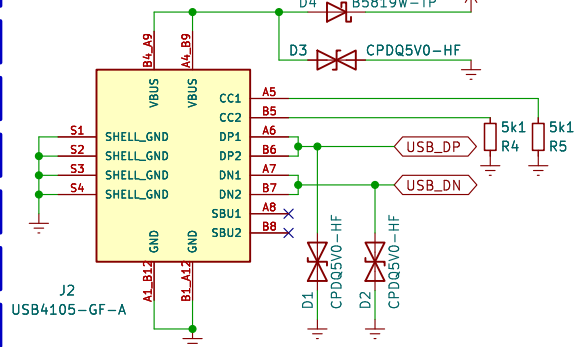 D4 B5819W-TP
D3 CPDQ5V0-HF
B4_A9
A4_B9
VBUS
VBUS
CC1 A5
CC2 B5
5k1
R4
5k1
R5
S1 SHELL_GND
DP1 A6
S2 SHELL_GND
DP2 B6
USB_DP
S3 SHELL_GND
DN1 A7
S4 SHELL_GND
DN2 B7
USB_DN
SBU1 A8
SBU2 B8
GND
GND
A1_B12
B1_A12
D1
CPDQ5V0-HF
D2
CPDQ5V0-HF
J2
USB4105-GF-A